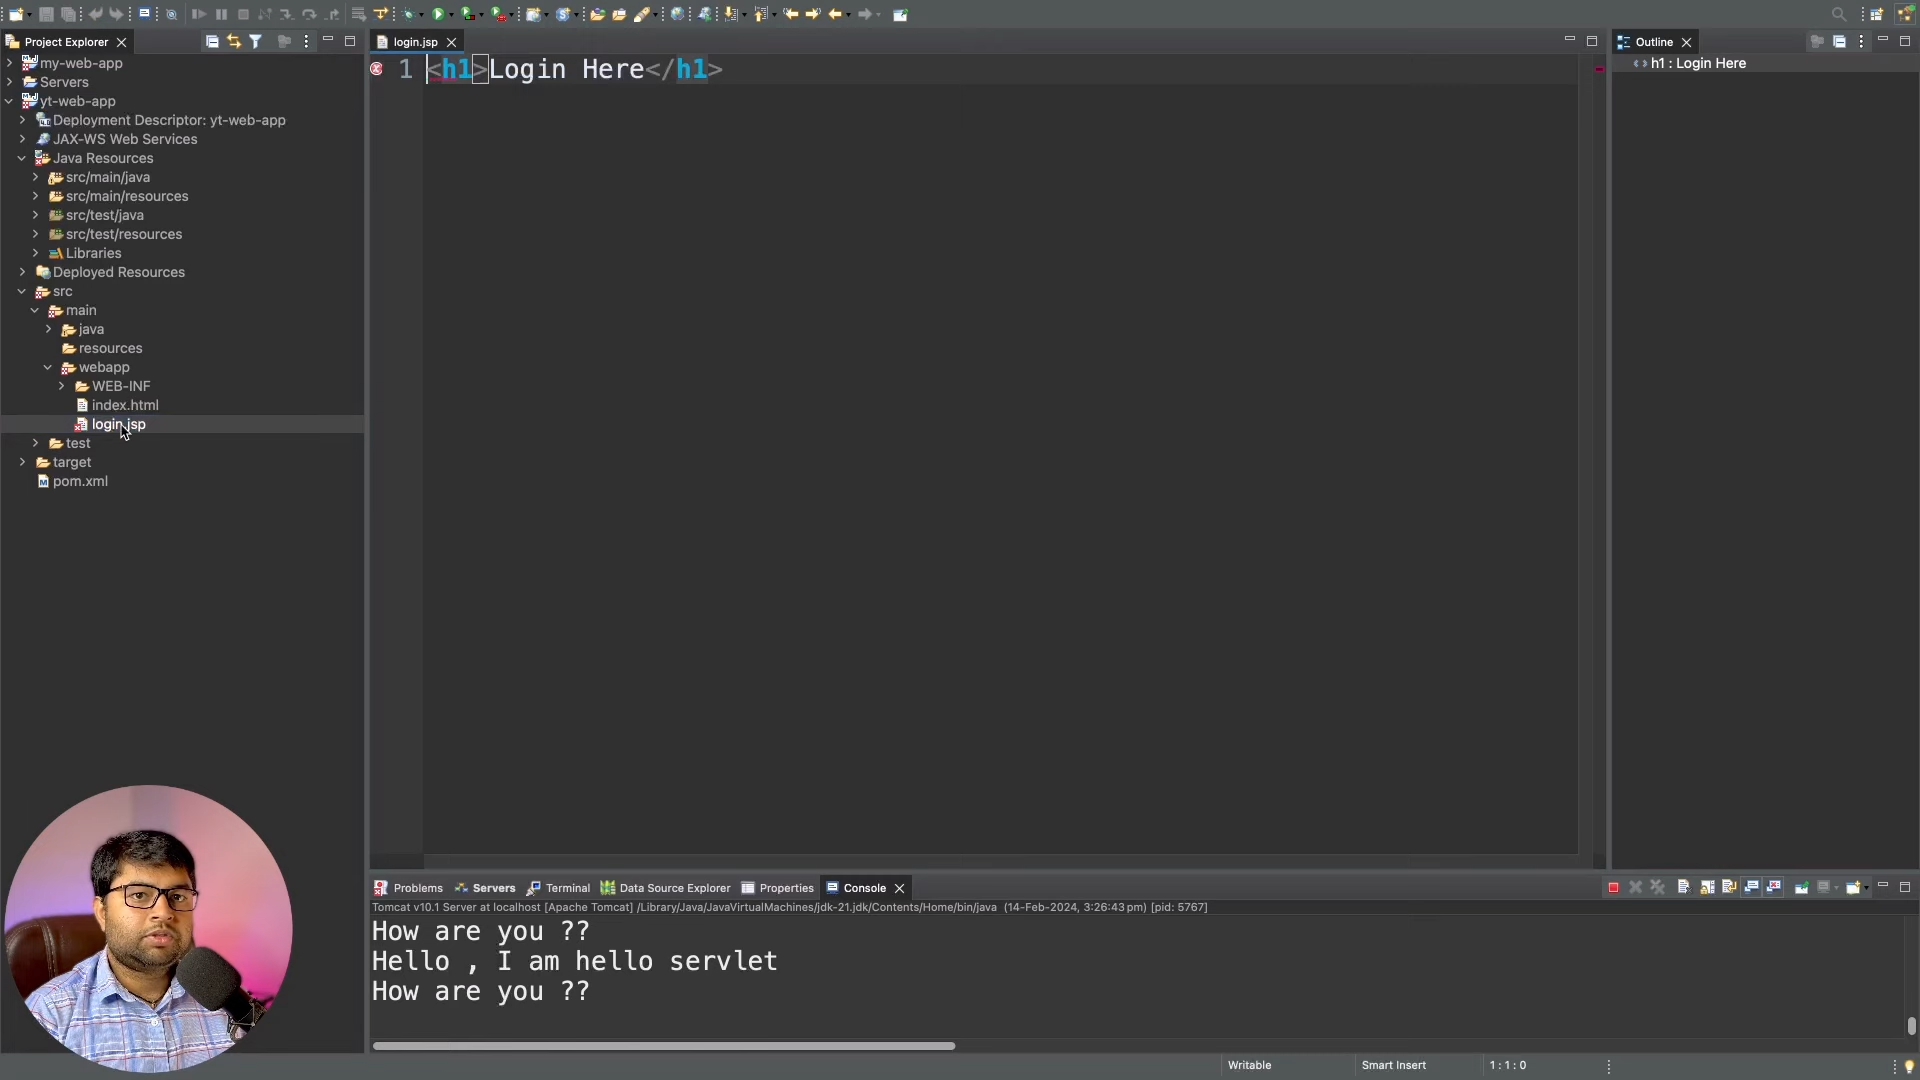 Project Explorer
my-web-app
Servers
yt-web-app
Deployment Descriptor: yt-web-app
JAX-WS Web Services
Java Resources
src/main/java
src/main/resources
src/test/java
src/test/resources
Libraries
Deployed Resources
src
main
java
resources
webapp
WEB-INF
index.html
login.jsp
test
target
pom.xml
login.jsp
1 <h1>Login Here</h1>
Outline
h1 : Login Here
Problems Servers Terminal Data Source Explorer Properties Console
Tomcat v10.1 Server at localhost [Apache Tomcat] /Library/Java/JavaVirtualMachines/jdk-21.jdk/Contents/Home/bin/java (14-Feb-2024, 3:26:43 pm) [pid: 5767]
How are you ??
Hello , I am hello servlet
How are you ??
Writable Smart Insert 1 : 1 : 0